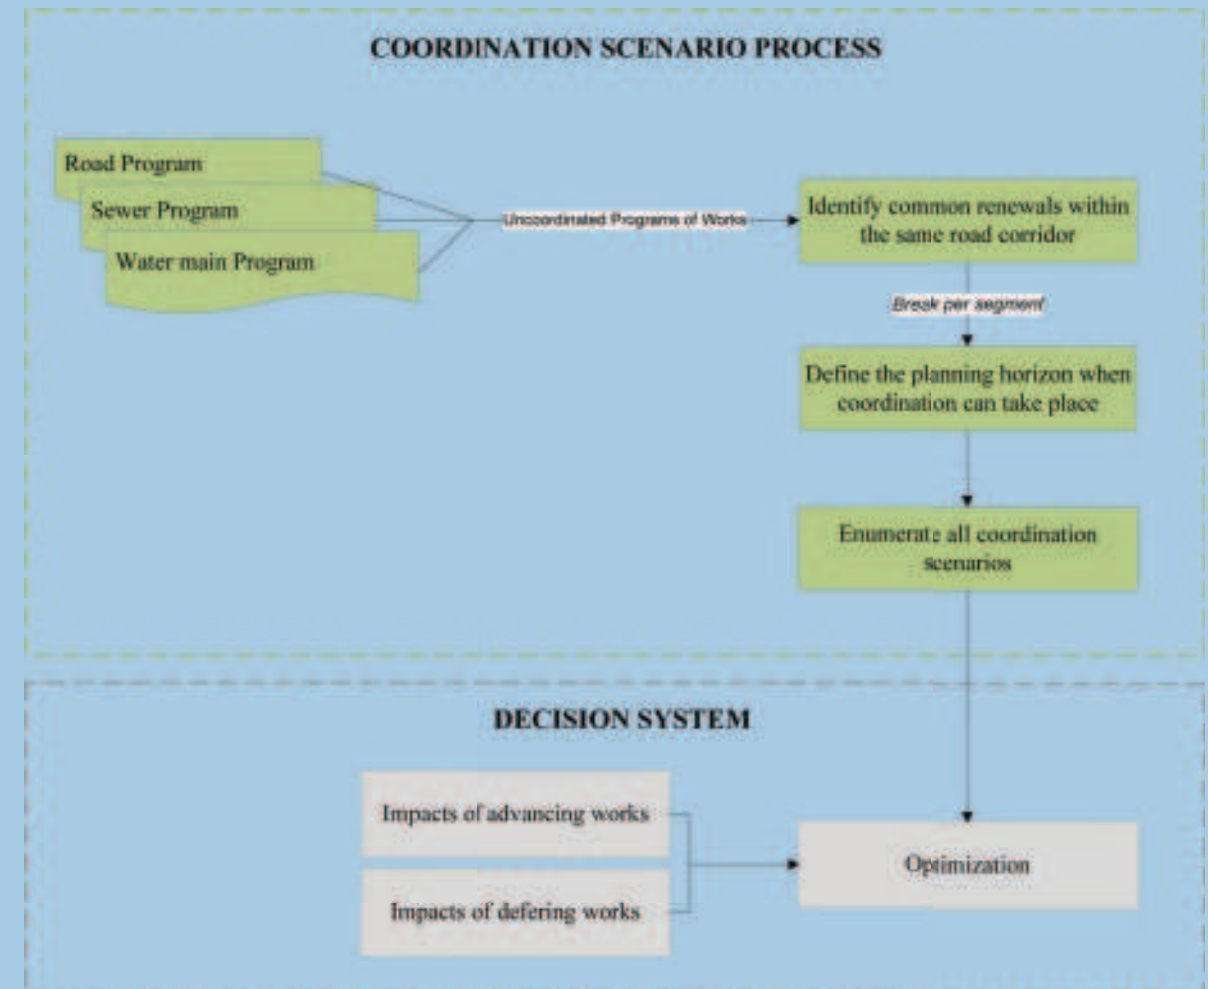 COORDINATION SCENARIO PROCESS
Road Program
Sewer Program
Water main Program
Uncoordinated Programs of Works
Identify common renewals within
the same road corridor
Break per segment
Define the planning horizon when
coordination can take place
Enumerate all coordination
scenarios
DECISION SYSTEM
Impacts of advancing works
Impacts of defering works
Optimization